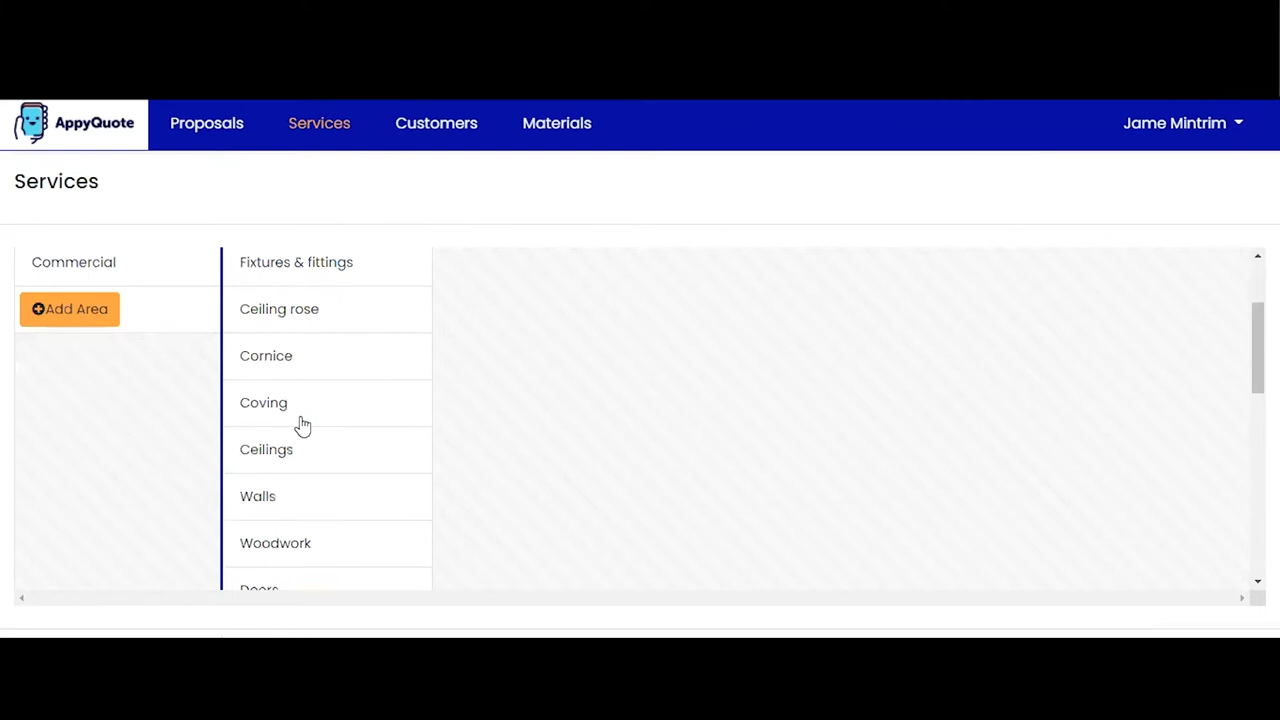 AppyQuote
Proposals
Services
Customers
Materials
Jame Mintrim
Services
Commercial
Add Area
Fixtures & fittings
Ceiling rose
Cornice
Coving
Ceilings
Walls
Woodwork
Doors